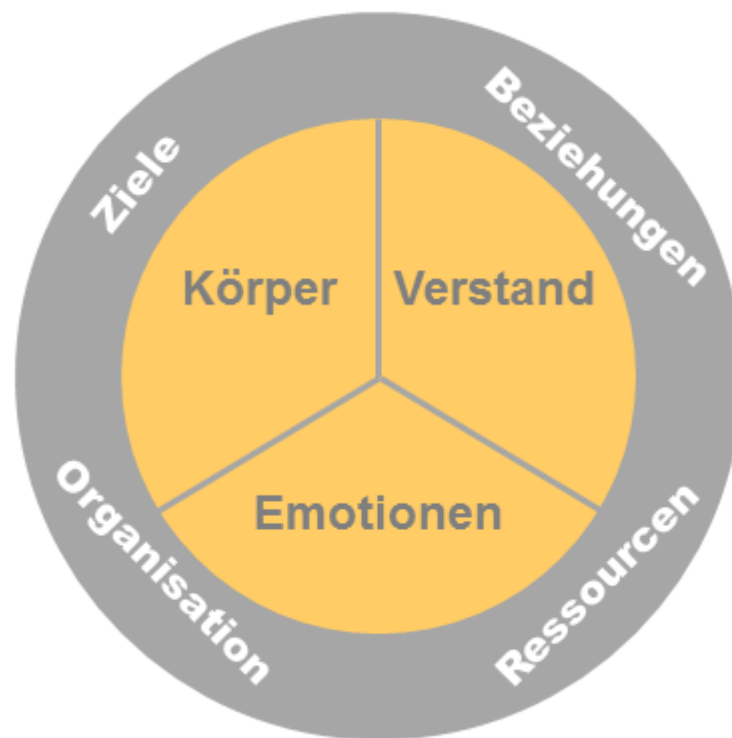 Ziele
Beziehungen
Körper
Verstand
Emotionen
Organisation
Ressourcen